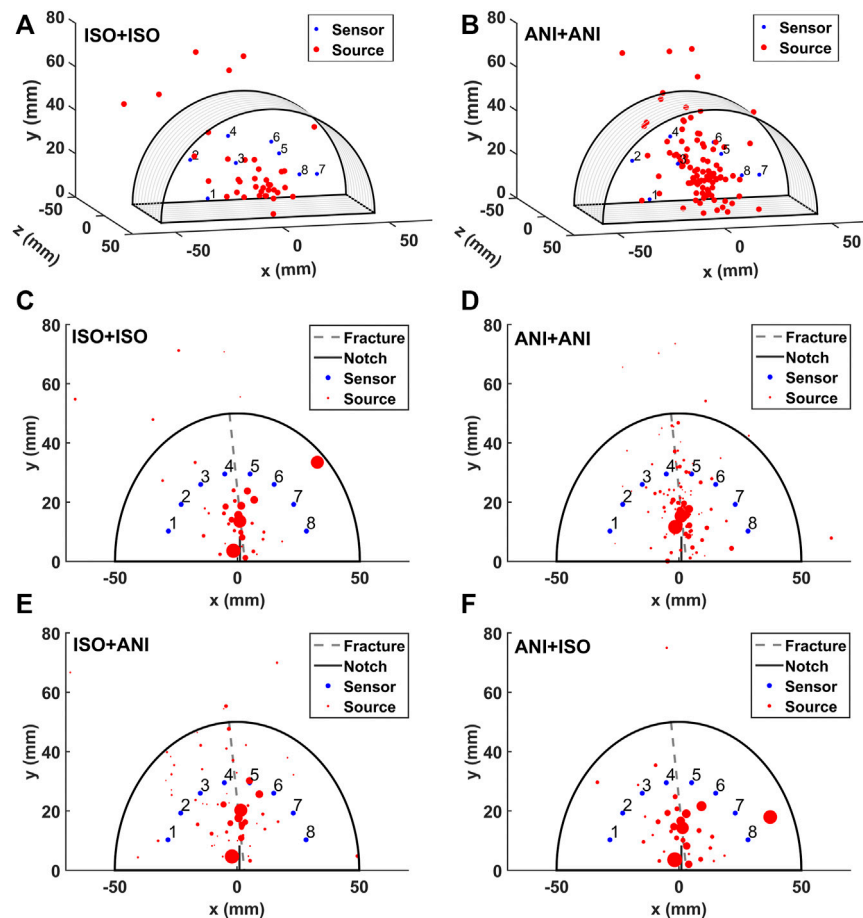 A
ISO+ISO
Sensor
Source
80
60
40
20
0
-50
0
50
y (mm)
z (mm)
-50
0
50
x (mm)
1
2
3
4
5
6
7
8
B
ANI+ANI
Sensor
Source
80
60
40
20
0
-50
0
50
y (mm)
z (mm)
-50
0
50
x (mm)
1
2
3
4
5
6
7
8
C
ISO+ISO
Fracture
Notch
Sensor
Source
80
60
40
20
0
y (mm)
1
2
3
4
5
6
7
8
-50
0
50
x (mm)
D
ANI+ANI
Fracture
Notch
Sensor
Source
80
60
40
20
0
y (mm)
1
2
3
4
5
6
7
8
-50
0
50
x (mm)
E
ISO+ANI
Fracture
Notch
Sensor
Source
80
60
40
20
0
y (mm)
1
2
3
4
5
6
7
8
-50
0
50
x (mm)
F
ANI+ISO
Fracture
Notch
Sensor
Source
80
60
40
20
0
y (mm)
1
2
3
4
5
6
7
8
-50
0
50
x (mm)